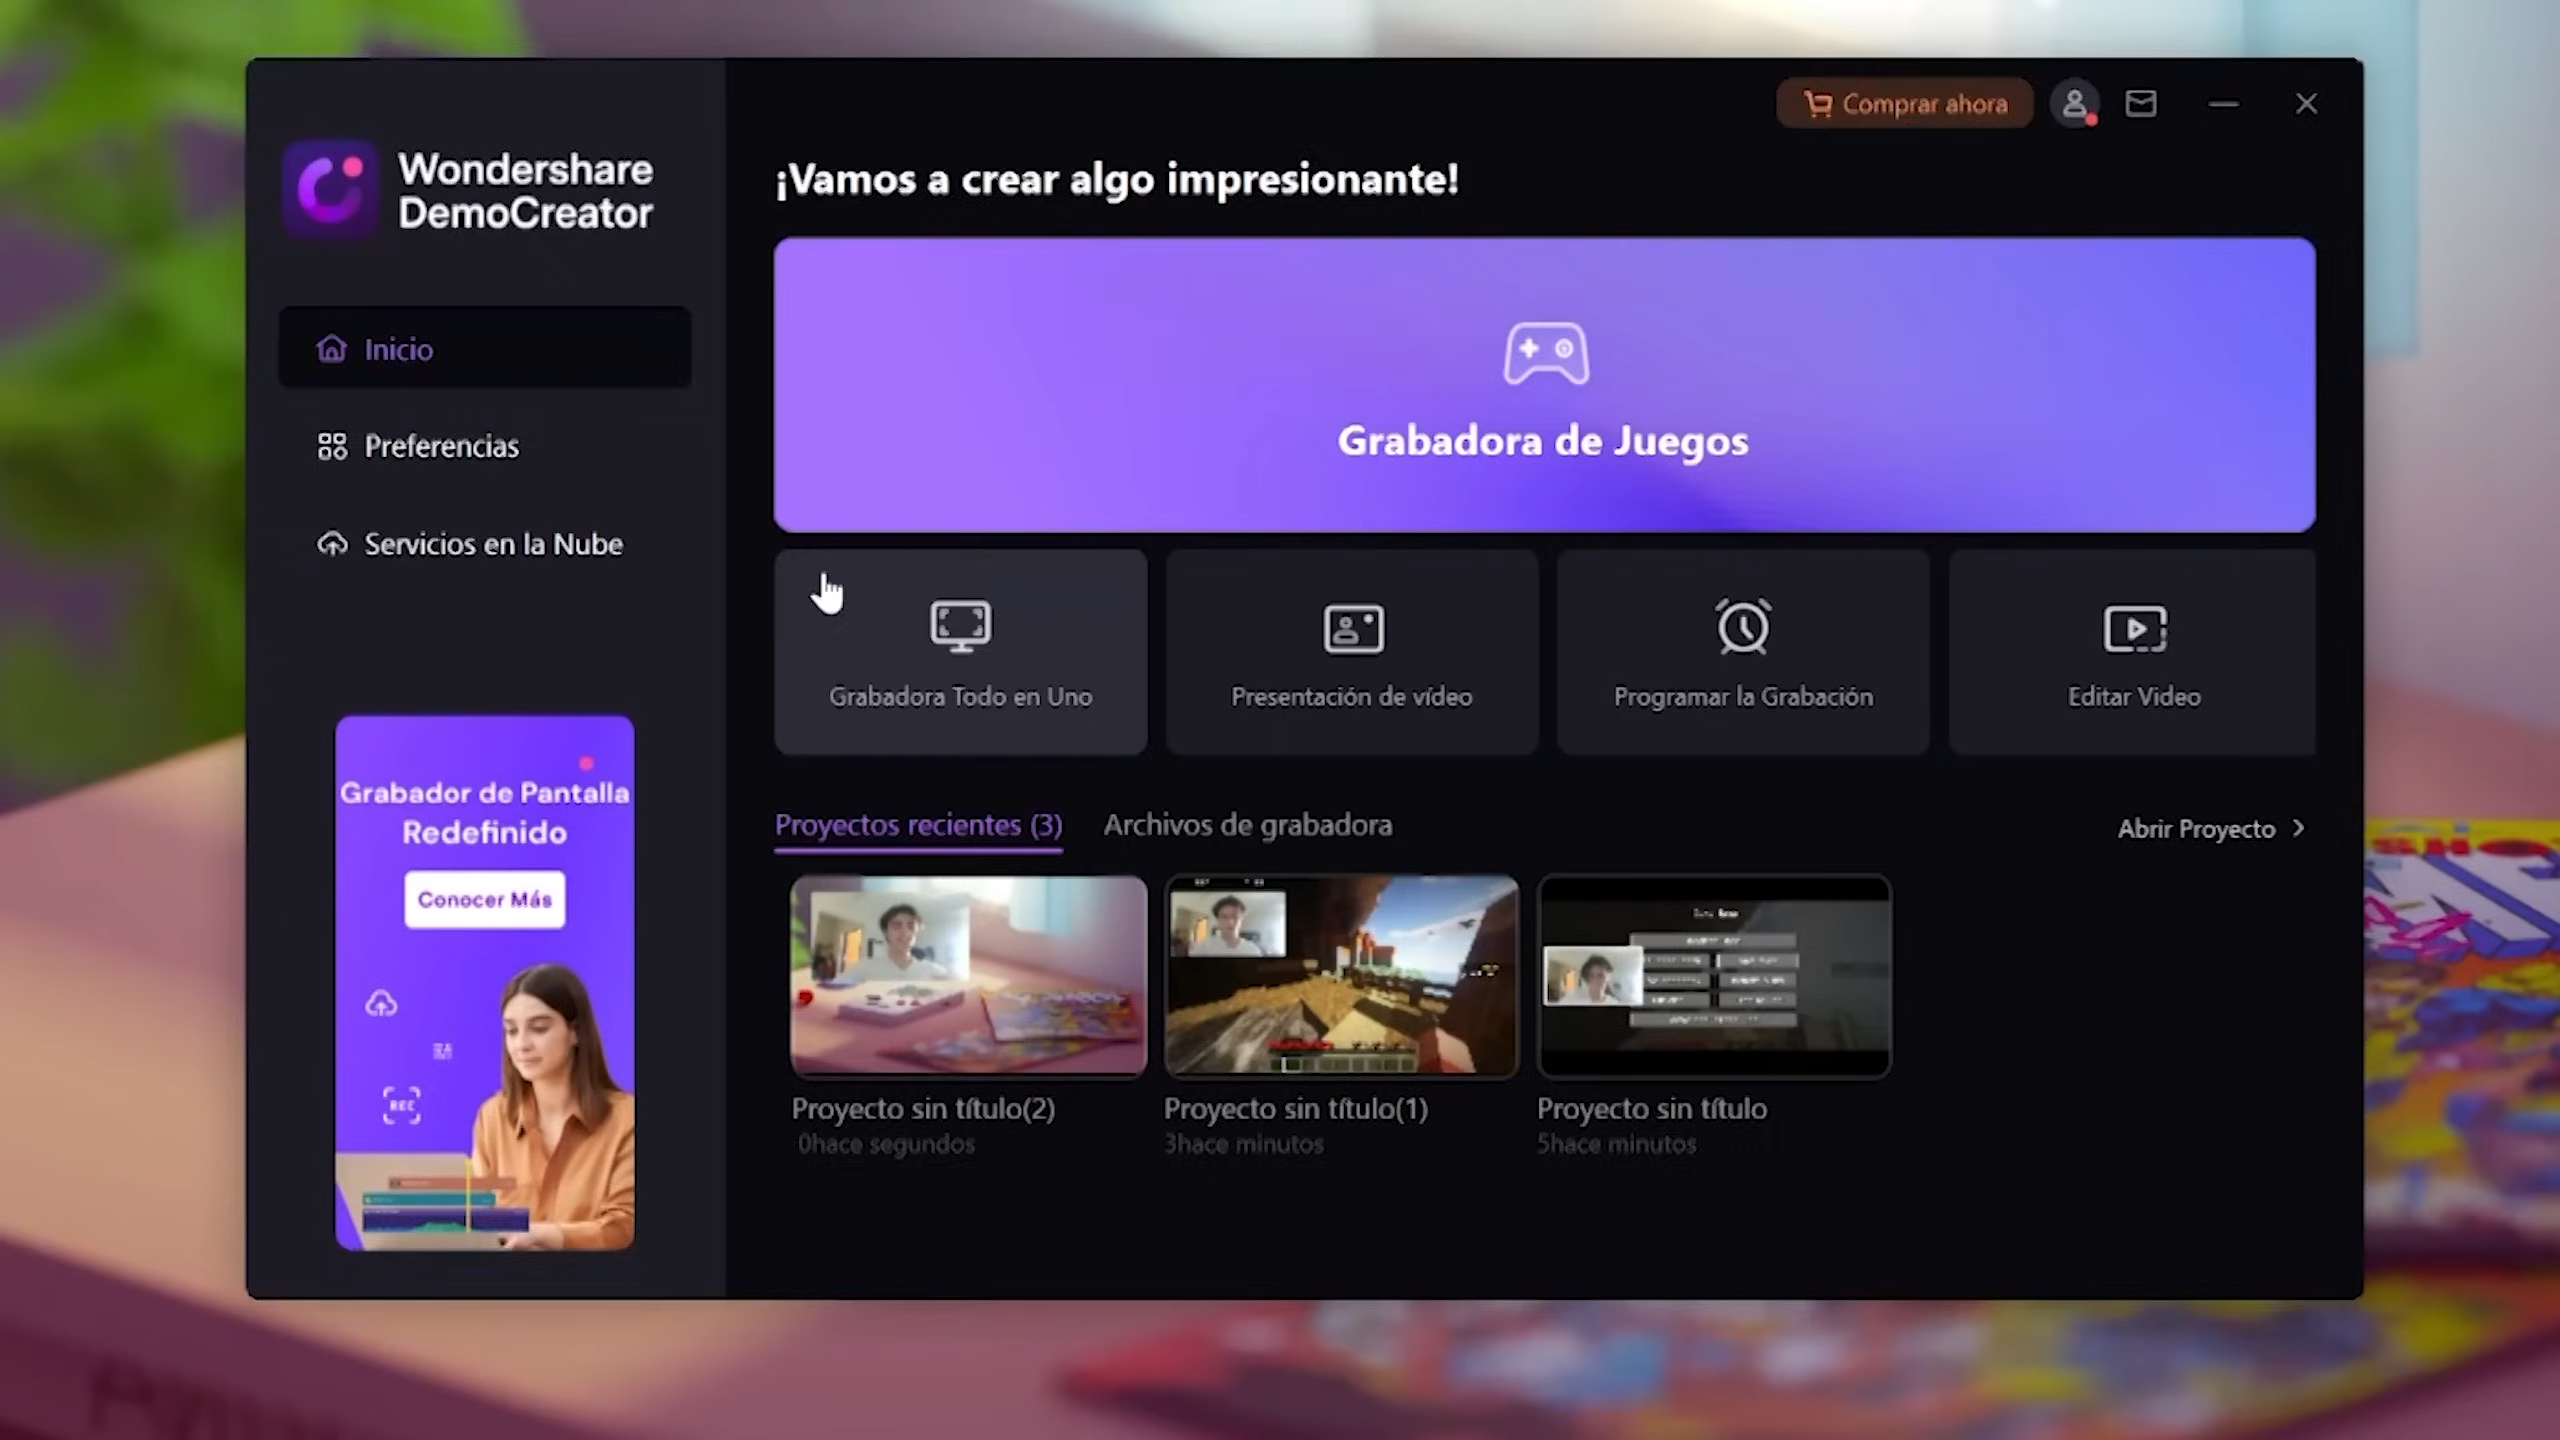 Comprar ahora
Wondershare
DemoCreator
¡Vamos a crear algo impresionante!
Inicio
Preferencias
Servicios en la Nube
Grabadora de Juegos
Grabadora Todo en Uno
Presentación de vídeo
Programar la Grabación
Editar Video
Grabador de Pantalla
Redefinido
Conocer Más
REC
Proyectos recientes (3)
Archivos de grabadora
Abrir Proyecto
Proyecto sin título(2)
0hace segundos
Proyecto sin título(1)
3hace minutos
Proyecto sin título
5hace minutos